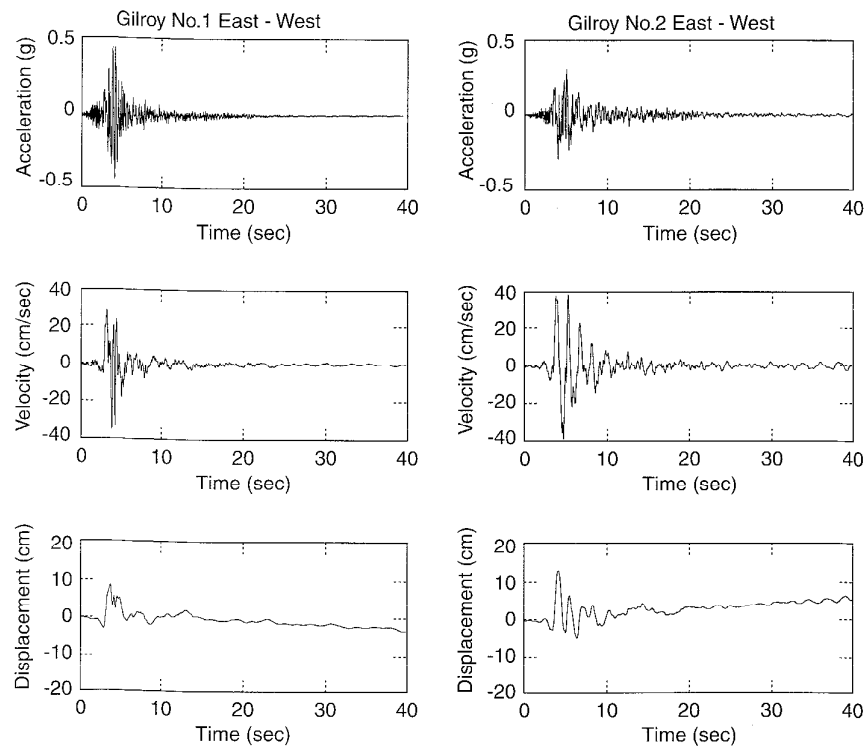 Gilroy No.1 East - West
Acceleration (g)
0.5
0
-0.5
0 10 20 30 40
Time (sec)
Gilroy No.2 East - West
Acceleration (g)
0.5
0
-0.5
0 10 20 30 40
Time (sec)
Velocity (cm/sec)
40
20
0
-20
-40
0 10 20 30 40
Time (sec)
Velocity (cm/sec)
40
20
0
-20
-40
0 10 20 30 40
Time (sec)
Displacement (cm)
20
10
0
-10
-20
0 10 20 30 40
Time (sec)
Displacement (cm)
20
10
0
-10
-20
0 10 20 30 40
Time (sec)